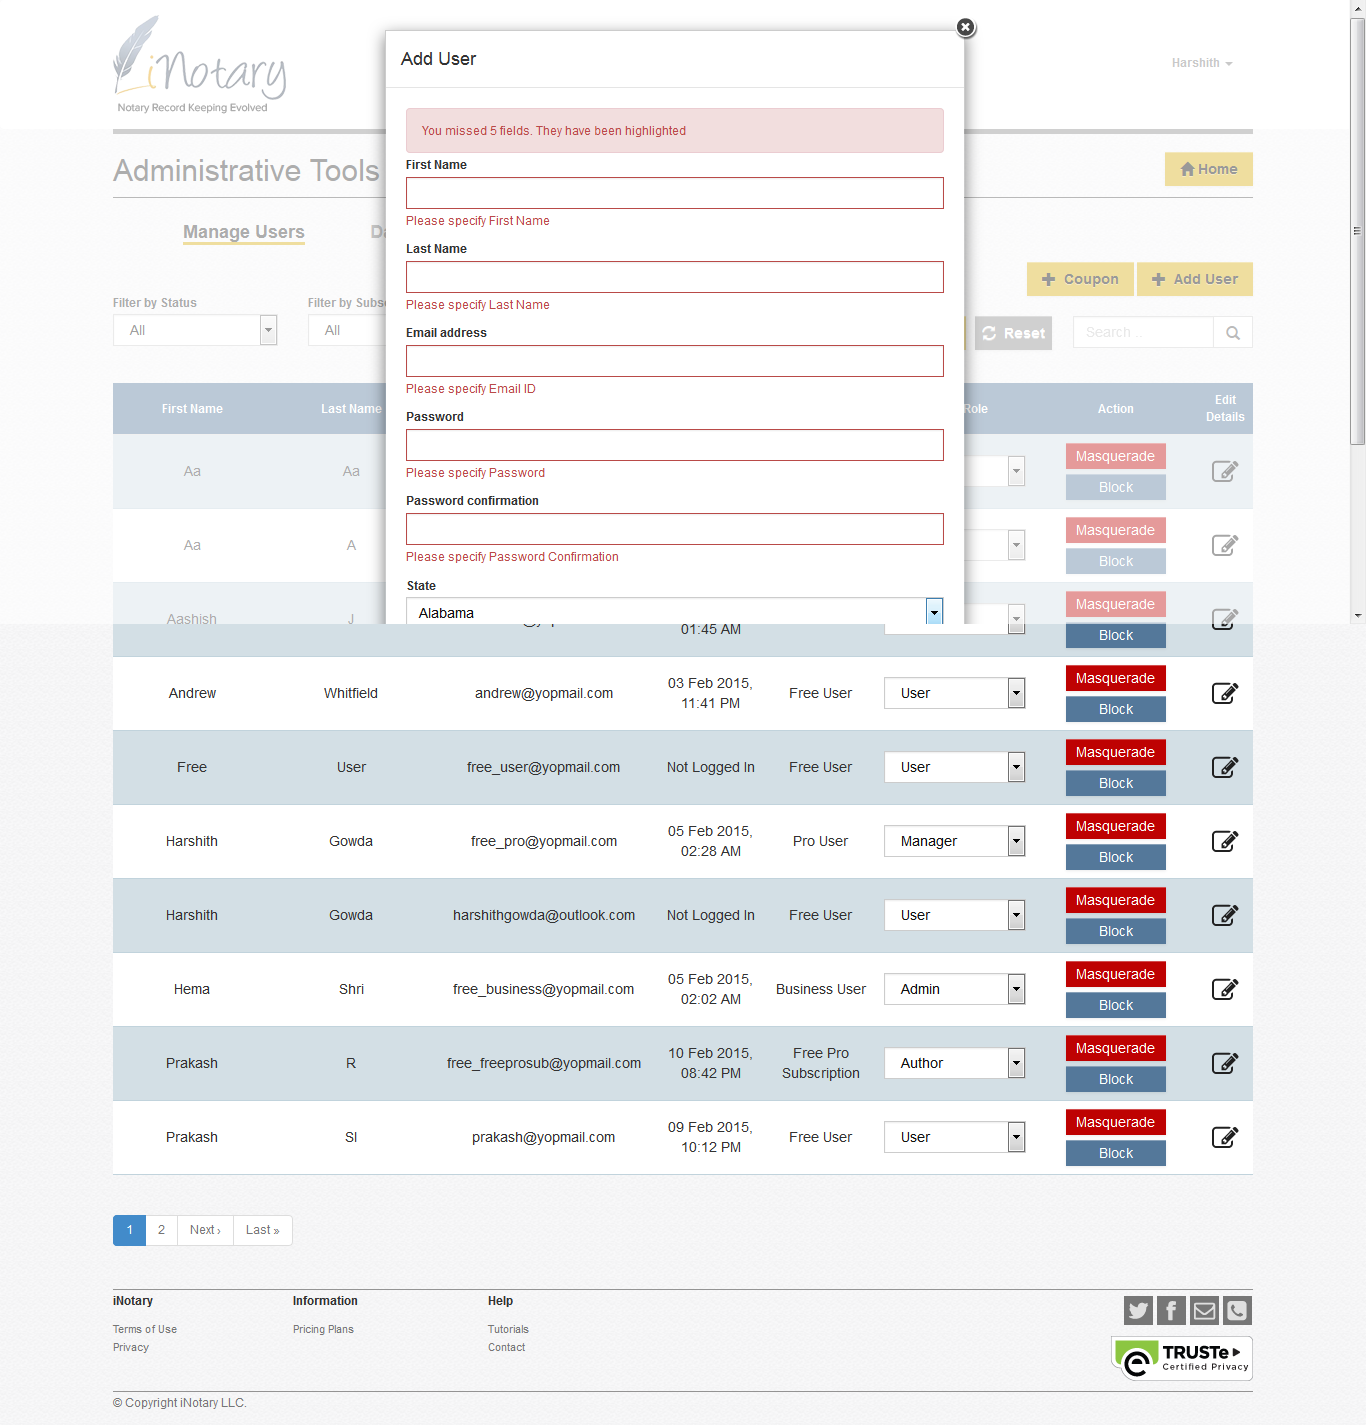 iNotary
Notary Record Keeping Evolved
Harshith
Add User
You missed 5 fields. They have been highlighted
First Name
Please specify First Name
Last Name
Please specify Last Name
Email address
Please specify Email ID
Password
Please specify Password
Password confirmation
Please specify Password Confirmation
State
Alabama
Administrative Tools
Home
Manage Users
Coupon
Add User
Filter by Status
All
Filter by Subs
All
Reset
Search ..
First Name Last Name Role Action Edit Details
Aa Aa Masquerade
Block
Aa A Masquerade
Block
Aashish J 01:45 AM Masquerade
Block
Andrew Whitfield andrew@yopmail.com 03 Feb 2015, 11:41 PM Free User User Masquerade
Block
Free User free_user@yopmail.com Not Logged In Free User User Masquerade
Block
Harshith Gowda free_pro@yopmail.com 05 Feb 2015, 02:28 AM Pro User Manager Masquerade
Block
Harshith Gowda harshithgowda@outlook.com Not Logged In Free User User Masquerade
Block
Hema Shri free_business@yopmail.com 05 Feb 2015, 02:02 AM Business User Admin Masquerade
Block
Prakash R free_freeprosub@yopmail.com 10 Feb 2015, 08:42 PM Free Pro Subscription Author Masquerade
Block
Prakash Sl prakash@yopmail.com 09 Feb 2015, 10:12 PM Free User User Masquerade
Block
1 2 Next › Last »
iNotary
Terms of Use
Privacy
Information
Pricing Plans
Help
Tutorials
Contact
TRUSTe
Certified Privacy
© Copyright iNotary LLC.